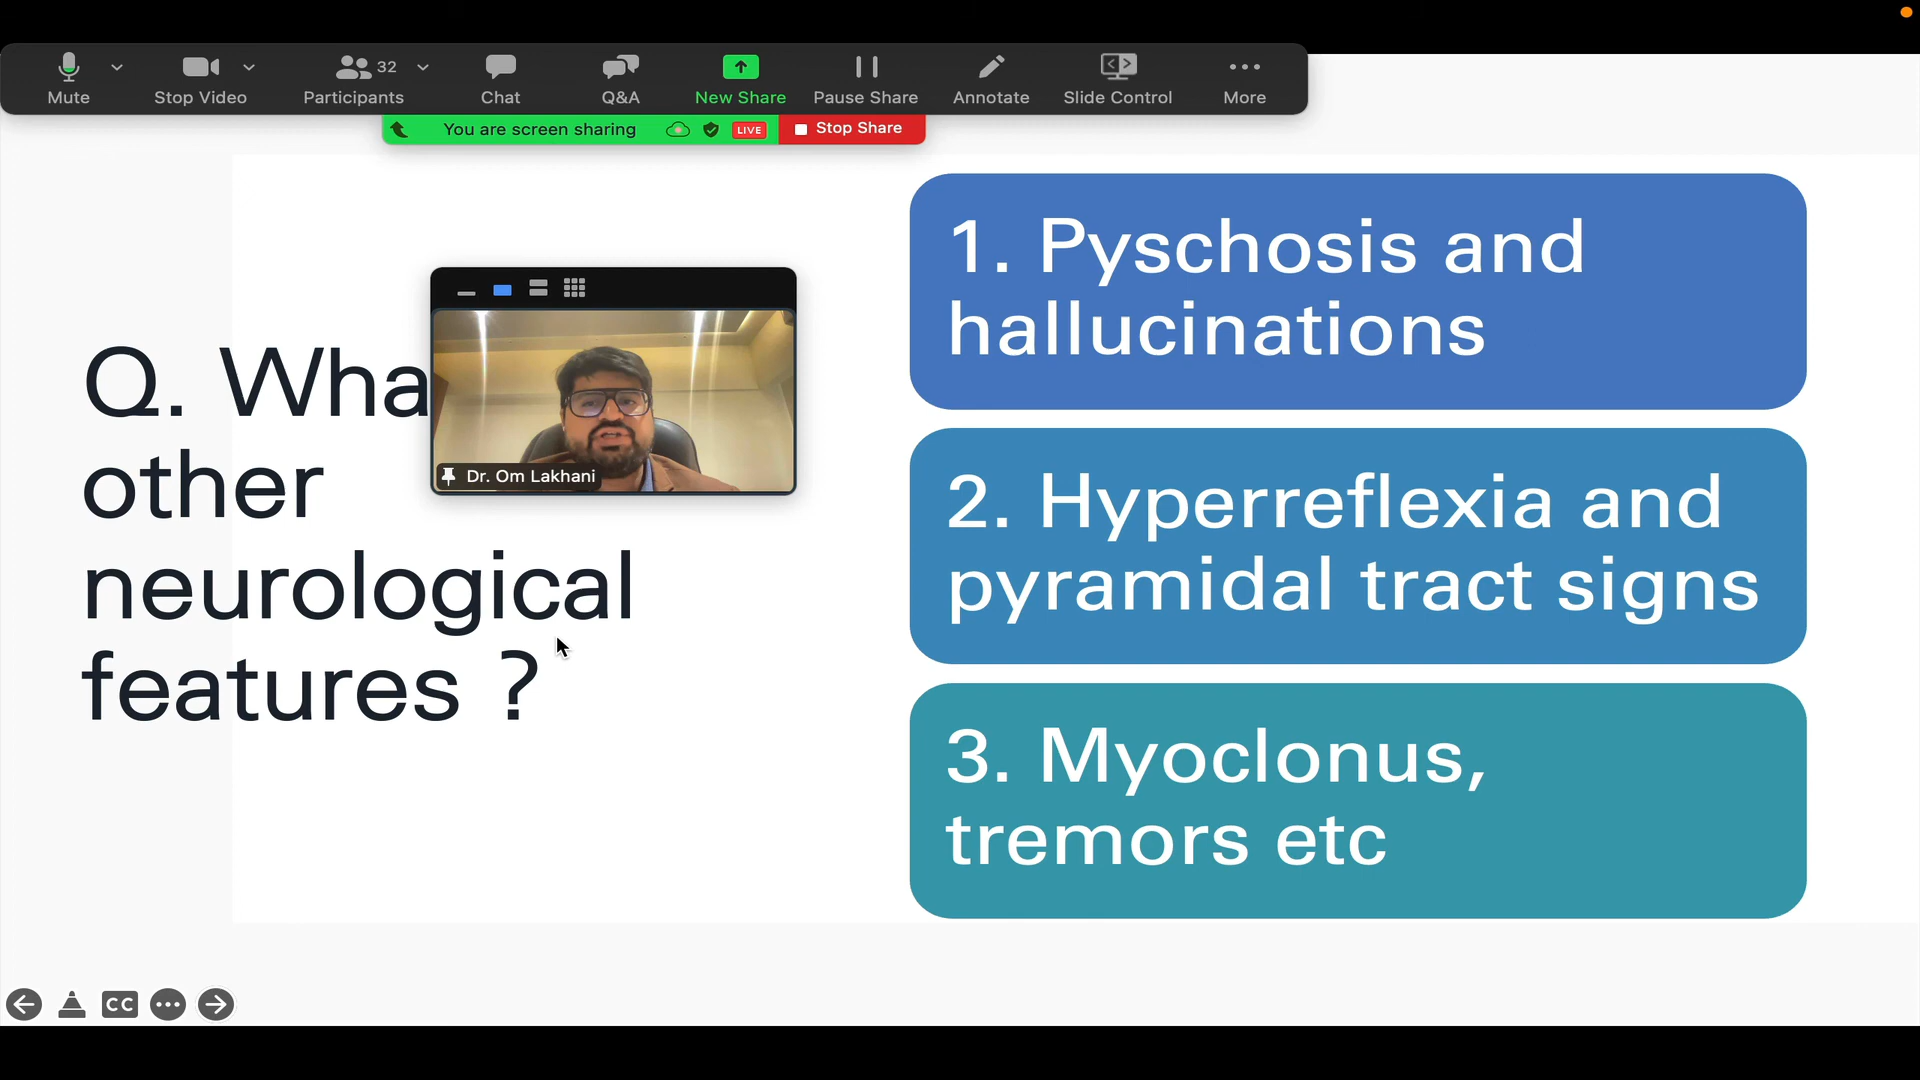 Mute
Stop Video
32
Participants
Chat
Q&A
New Share
Pause Share
Annotate
Slide Control
More
You are screen sharing
LIVE
Stop Share
Q. Wha
other
neurological
features ?
Dr. Om Lakhani
1. Pyschosis and
hallucinations
2. Hyperreflexia and
pyramidal tract signs
3. Myoclonus,
tremors etc
CC